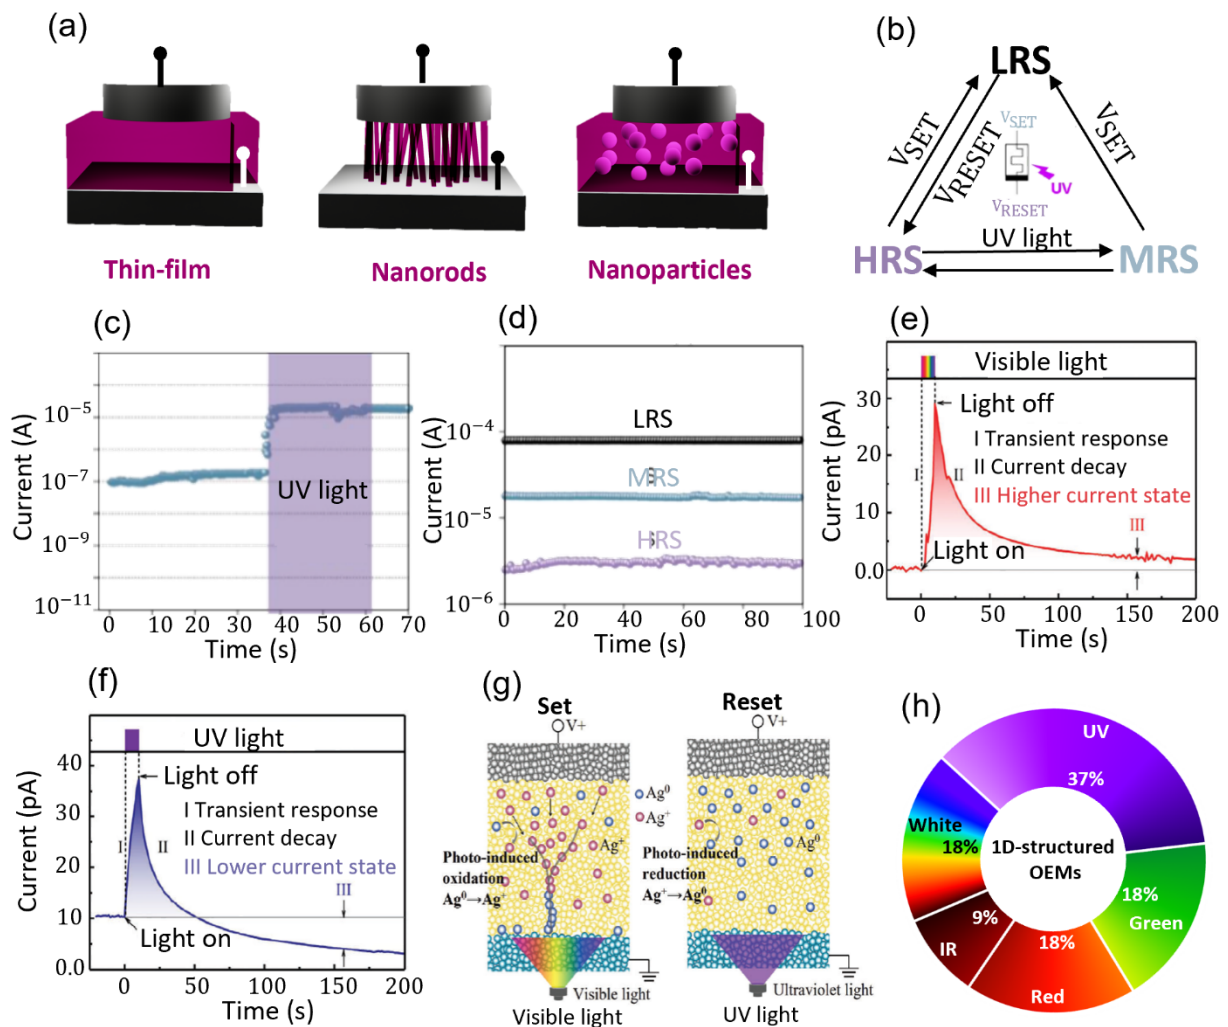 (a)
Thin-film
Nanorods
Nanoparticles
(b)
LRS
V_SET
V_RESET
V_SET
V_SET
UV
V_RESET
HRS
UV light
MRS
(c)
Current (A)
10⁻⁵
10⁻⁷
10⁻⁹
10⁻¹¹
UV light
0 10 20 30 40 50 60 70
Time (s)
(d)
Current (A)
10⁻⁴
10⁻⁵
10⁻⁶
LRS
MRS
HRS
0 20 40 60 80 100
Time (s)
(e)
Visible light
Current (pA)
30
20
10
0.0
Light off
I Transient response
II Current decay
III Higher current state
I
II
III
Light on
0 50 100 150 200
Time (s)
(f)
UV light
Current (pA)
40
30
20
10
0.0
Light off
I Transient response
II Current decay
III Lower current state
I
II
III
Light on
0 50 100 150 200
Time (s)
(g)
Set
V+
Reset
V+
Ag⁰
Ag⁺
Ag⁺
Photo-induced
oxidation
Ag⁰→Ag⁺
Visible light
Visible light
Ag⁰
Photo-induced
reduction
Ag⁺→Ag⁰
Ultraviolet light
UV light
(h)
UV
37%
White
18%
1D-structured
OEMs
18%
Green
9%
IR
18%
Red